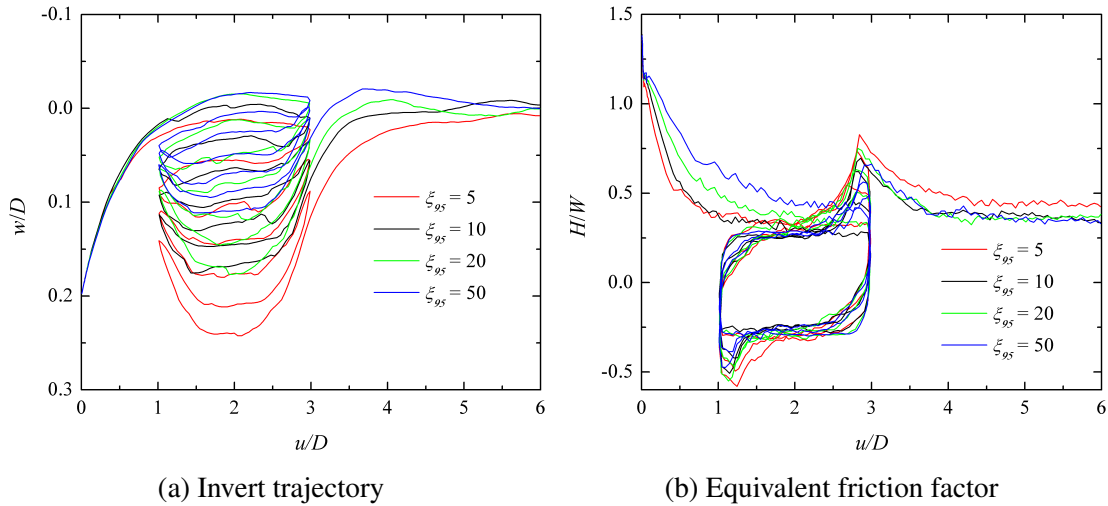 -0.1
0.0
0.1
0.2
0.3
w/D
0 1 2 3 4 5 6
u/D
ξ95 = 5
ξ95 = 10
ξ95 = 20
ξ95 = 50
(a) Invert trajectory
1.5
1.0
0.5
0.0
-0.5
H/W
0 1 2 3 4 5 6
u/D
ξ95 = 5
ξ95 = 10
ξ95 = 20
ξ95 = 50
(b) Equivalent friction factor